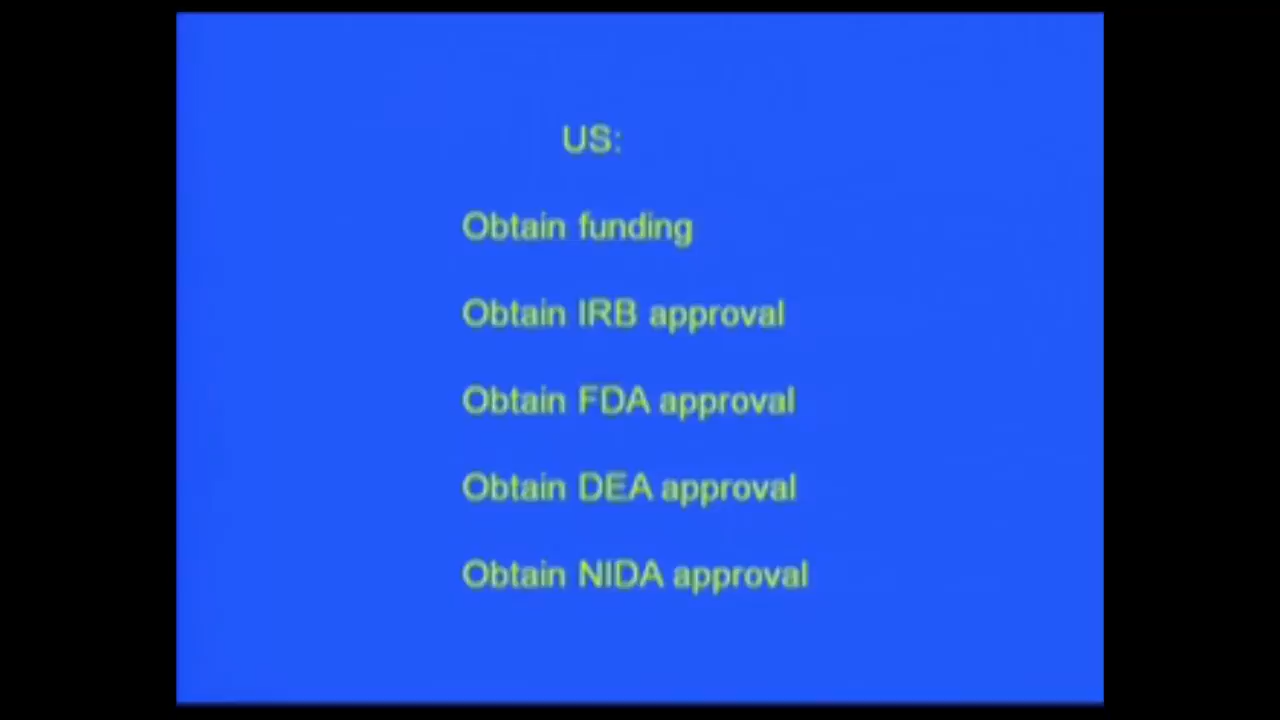 US:
Obtain funding
Obtain IRB approval
Obtain FDA approval
Obtain DEA approval
Obtain NIDA approval